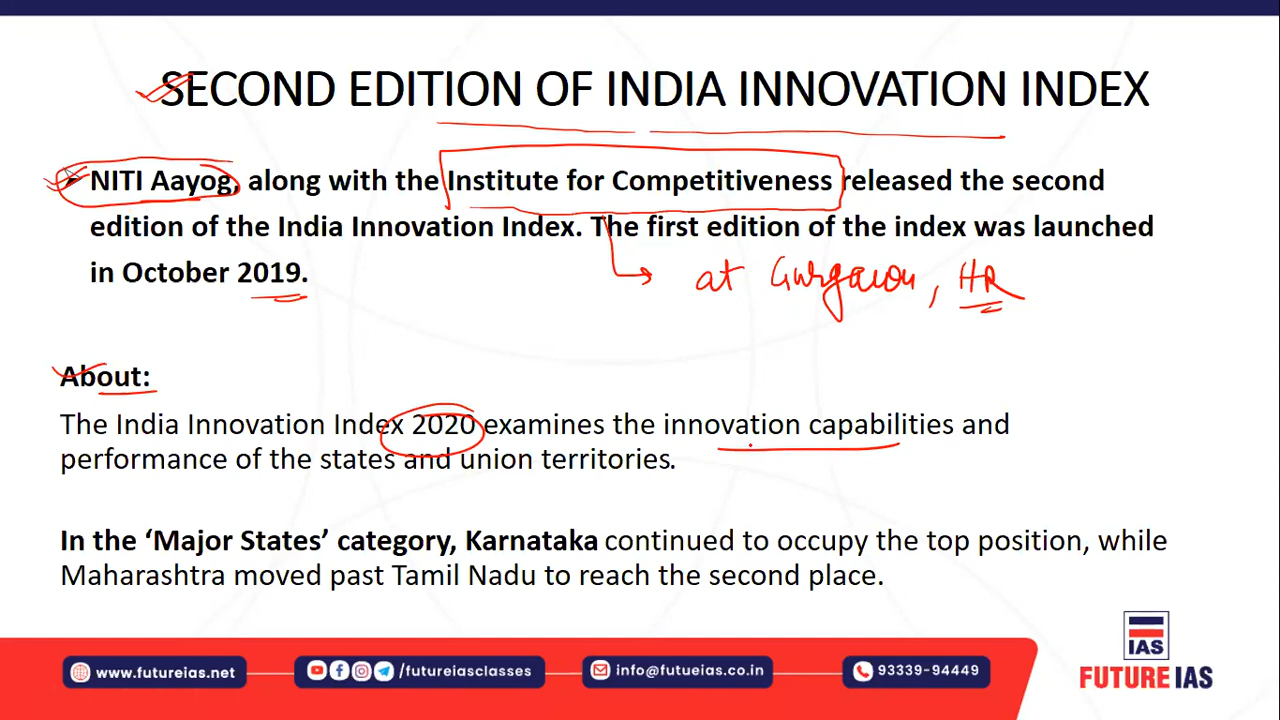 SECOND EDITION OF INDIA INNOVATION INDEX
NITI Aayog, along with the Institute for Competitiveness released the second
edition of the India Innovation Index. The first edition of the index was launched
in October 2019.
at Gurgaon, HR
About:
The India Innovation Index 2020 examines the innovation capabilities and
performance of the states and union territories.
In the ‘Major States’ category, Karnataka continued to occupy the top position, while
Maharashtra moved past Tamil Nadu to reach the second place.
IAS
www.futureias.net
/futureiasclasses
info@futueias.co.in
93339-94449
FUTURE IAS